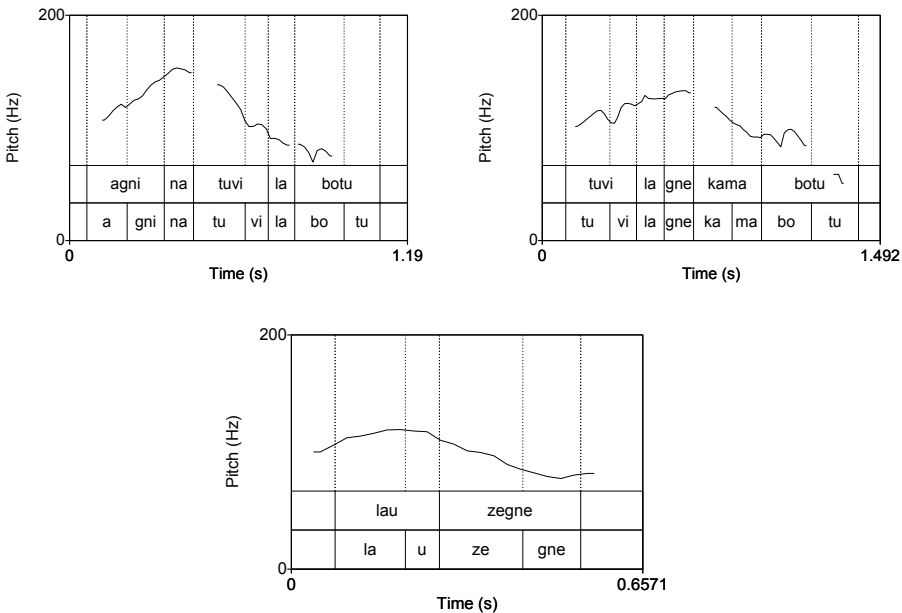 200
Pitch (Hz)
agni na tuvi la botu
a gni na tu vi la bo tu
0
0 1.19
Time (s)
200
Pitch (Hz)
tuvi la gne kama botu
tu vi la gne ka ma bo tu
0
0 1.492
Time (s)
200
Pitch (Hz)
lau zegne
la u ze gne
0
0 0.6571
Time (s)